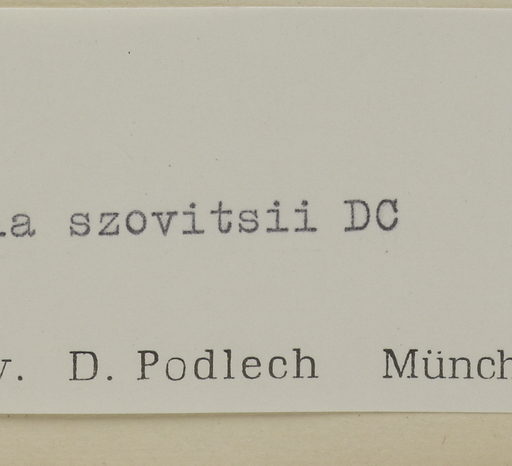 szovitsii DC
D. Podlech Münch